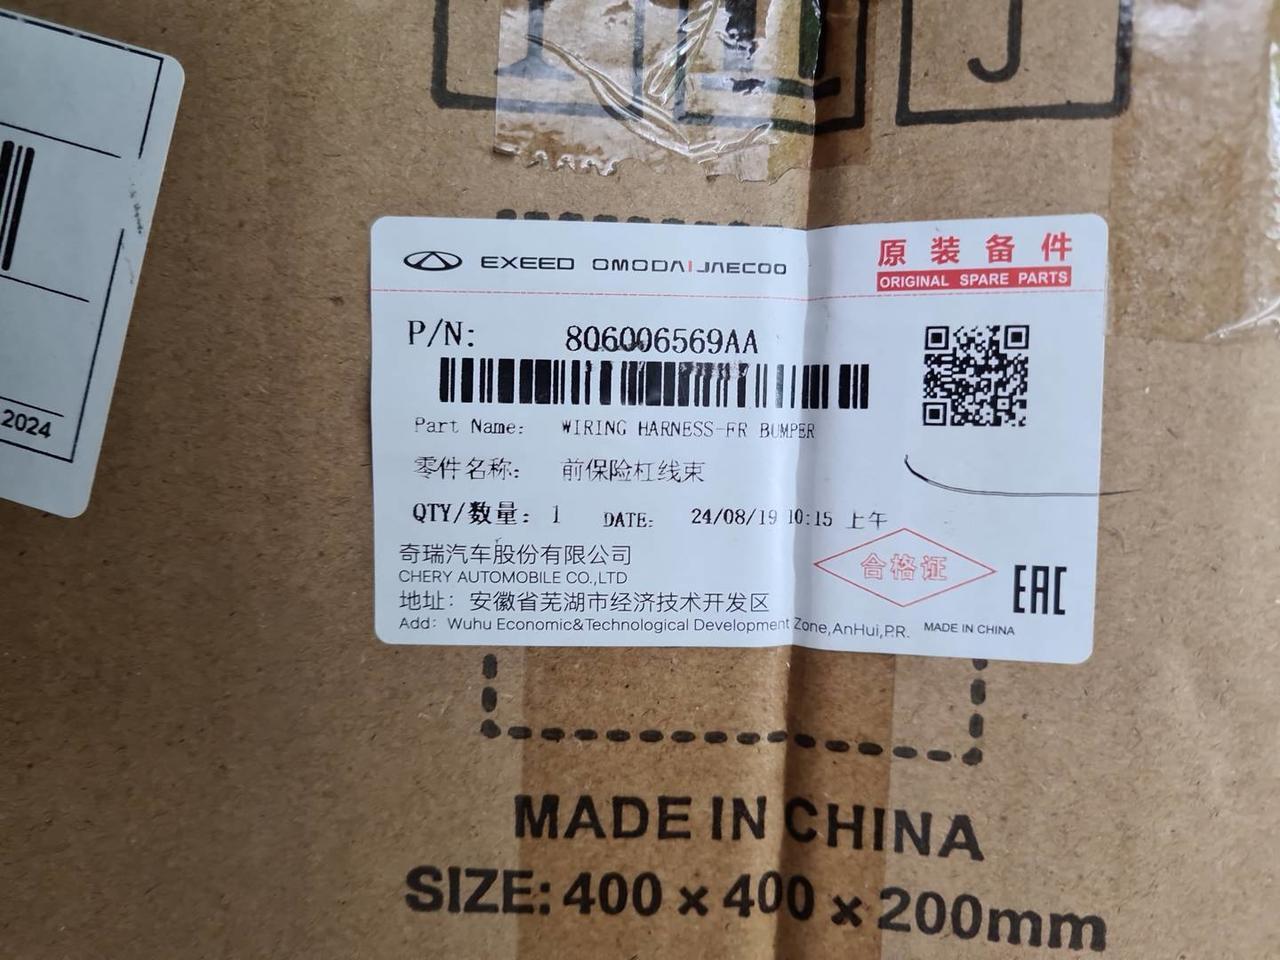 EXEED OMODA JAECOO
原装备件
ORIGINAL SPARE PARTS
P/N: 806006569AA
Part Name: WIRING HARNESS-FR BUMPER
零件名称: 前保险杠线束
QTY/数量: 1 DATE: 24/08/19 10:15 上午
奇瑞汽车股份有限公司
CHERY AUTOMOBILE CO.,LTD
合格证
EAC
地址: 安徽省芜湖市经济技术开发区
Add: Wuhu Economic&Technological Development Zone,AnHui,P.R.
MADE IN CHINA
2024
MADE IN CHINA
SIZE: 400 x 400 x 200mm